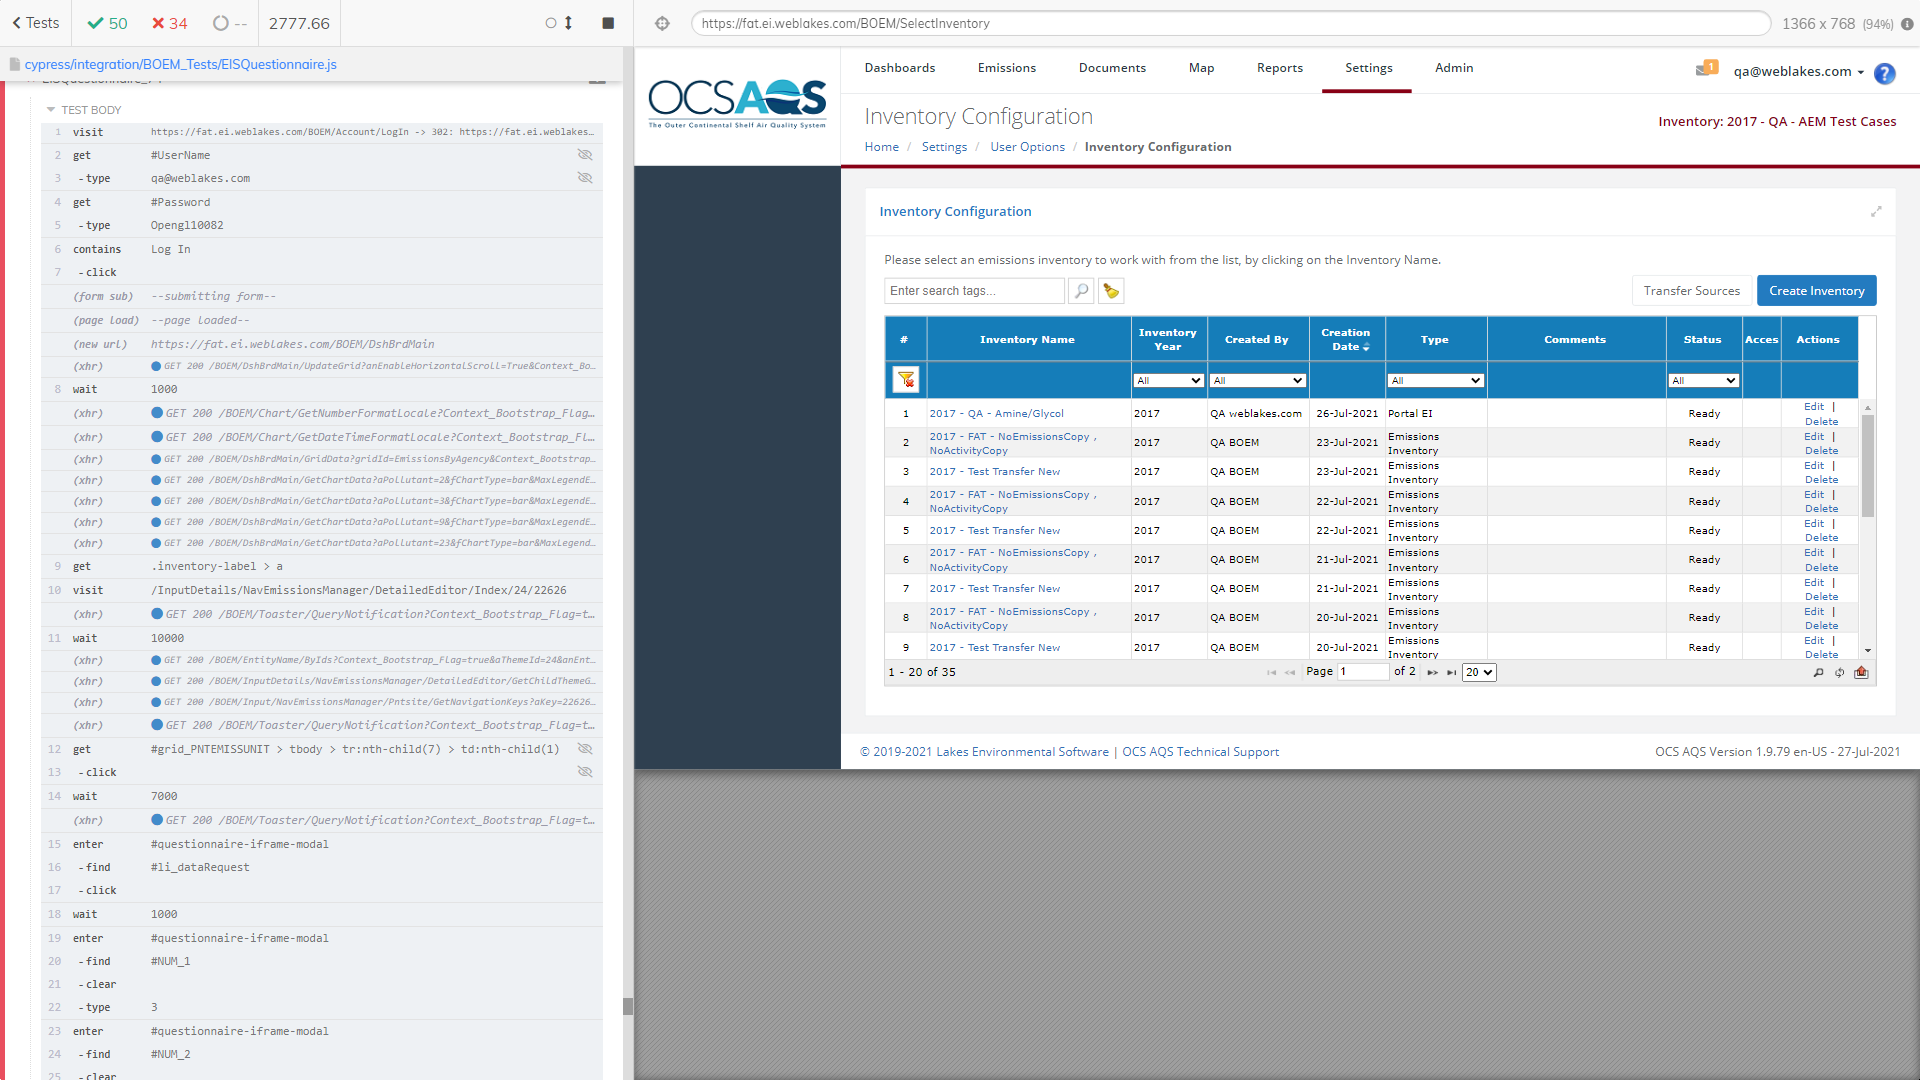 Tests
50
34
--
2777.66
cypress/integration/BOEM_Tests/EISQuestionnaire.js
TEST BODY
1 visit https://fat.ei.weblakes.com/BOEM/Account/LogIn -> 302: https://fat.ei.weblakes...
2 get #UserName
3 -type qa@weblakes.com
4 get #Password
5 -type Opengl10082
6 contains Log In
7 -click
(form sub) --submitting form--
(page load) --page loaded--
(new url) https://fat.ei.weblakes.com/BOEM/DshBrdMain
(xhr) GET 200 /BOEM/DshBrdMain/UpdateGrid?anEnableHorizontalScroll=True&Context_Bo...
8 wait 1000
(xhr) GET 200 /BOEM/Chart/GetNumberFormatLocale?Context_Bootstrap_Flag...
(xhr) GET 200 /BOEM/Chart/GetDateTimeFormatLocale?Context_Bootstrap_Fl...
(xhr) GET 200 /BOEM/DshBrdMain/GridData?gridId=EmissionsByAgency&Context_Bootstrap...
(xhr) GET 200 /BOEM/DshBrdMain/GetChartData?aPollutant=2&fChartType=bar&MaxLegendE...
(xhr) GET 200 /BOEM/DshBrdMain/GetChartData?aPollutant=3&fChartType=bar&MaxLegendE...
(xhr) GET 200 /BOEM/DshBrdMain/GetChartData?aPollutant=9&fChartType=bar&MaxLegendE...
(xhr) GET 200 /BOEM/DshBrdMain/GetChartData?aPollutant=23&fChartType=bar&MaxLegend...
9 get .inventory-label > a
10 visit /InputDetails/NavEmissionsManager/DetailedEditor/Index/24/22626
(xhr) GET 200 /BOEM/Toaster/QueryNotification?Context_Bootstrap_Flag=t...
11 wait 10000
(xhr) GET 200 /BOEM/EntityName/ByIds?Context_Bootstrap_Flag=true&aThemeId=24&anEnt...
(xhr) GET 200 /BOEM/InputDetails/NavEmissionsManager/DetailedEditor/GetChildThemeG...
(xhr) GET 200 /BOEM/Input/NavEmissionsManager/Pntsite/GetNavigationKeys?aKey=22626...
(xhr) GET 200 /BOEM/Toaster/QueryNotification?Context_Bootstrap_Flag=t...
12 get #grid_PNTEMISSUNIT > tbody > tr:nth-child(7) > td:nth-child(1)
13 -click
14 wait 7000
(xhr) GET 200 /BOEM/Toaster/QueryNotification?Context_Bootstrap_Flag=t...
15 enter #questionnaire-iframe-modal
16 -find #li_dataRequest
17 -click
18 wait 1000
19 enter #questionnaire-iframe-modal
20 -find #NUM_1
21 -clear
22 -type 3
23 enter #questionnaire-iframe-modal
24 -find #NUM_2
25 -clear
https://fat.ei.weblakes.com/BOEM/SelectInventory
1366 x 768 (94%)
OCSAQS
The Outer Continental Shelf Air Quality System
Dashboards Emissions Documents Map Reports Settings Admin
1
qa@weblakes.com
?
Inventory Configuration
Inventory: 2017 - QA - AEM Test Cases
Home / Settings / User Options / Inventory Configuration
Inventory Configuration
Please select an emissions inventory to work with from the list, by clicking on the Inventory Name.
Enter search tags...
Transfer Sources
Create Inventory
# Inventory Name Inventory Year Created By Creation Date Type Comments Status Acces Actions
All All All All
1 2017 - QA - Amine/Glycol 2017 QA weblakes.com 26-Jul-2021 Portal EI Ready Edit | Delete
2 2017 - FAT - NoEmissionsCopy , NoActivityCopy 2017 QA BOEM 23-Jul-2021 Emissions Inventory Ready Edit | Delete
3 2017 - Test Transfer New 2017 QA BOEM 23-Jul-2021 Emissions Inventory Ready Edit | Delete
4 2017 - FAT - NoEmissionsCopy , NoActivityCopy 2017 QA BOEM 22-Jul-2021 Emissions Inventory Ready Edit | Delete
5 2017 - Test Transfer New 2017 QA BOEM 22-Jul-2021 Emissions Inventory Ready Edit | Delete
6 2017 - FAT - NoEmissionsCopy , NoActivityCopy 2017 QA BOEM 21-Jul-2021 Emissions Inventory Ready Edit | Delete
7 2017 - Test Transfer New 2017 QA BOEM 21-Jul-2021 Emissions Inventory Ready Edit | Delete
8 2017 - FAT - NoEmissionsCopy , NoActivityCopy 2017 QA BOEM 20-Jul-2021 Emissions Inventory Ready Edit | Delete
9 2017 - Test Transfer New 2017 QA BOEM 20-Jul-2021 Emissions Inventory Ready Edit | Delete
1 - 20 of 35
Page 1 of 2
20
© 2019-2021 Lakes Environmental Software | OCS AQS Technical Support
OCS AQS Version 1.9.79 en-US - 27-Jul-2021